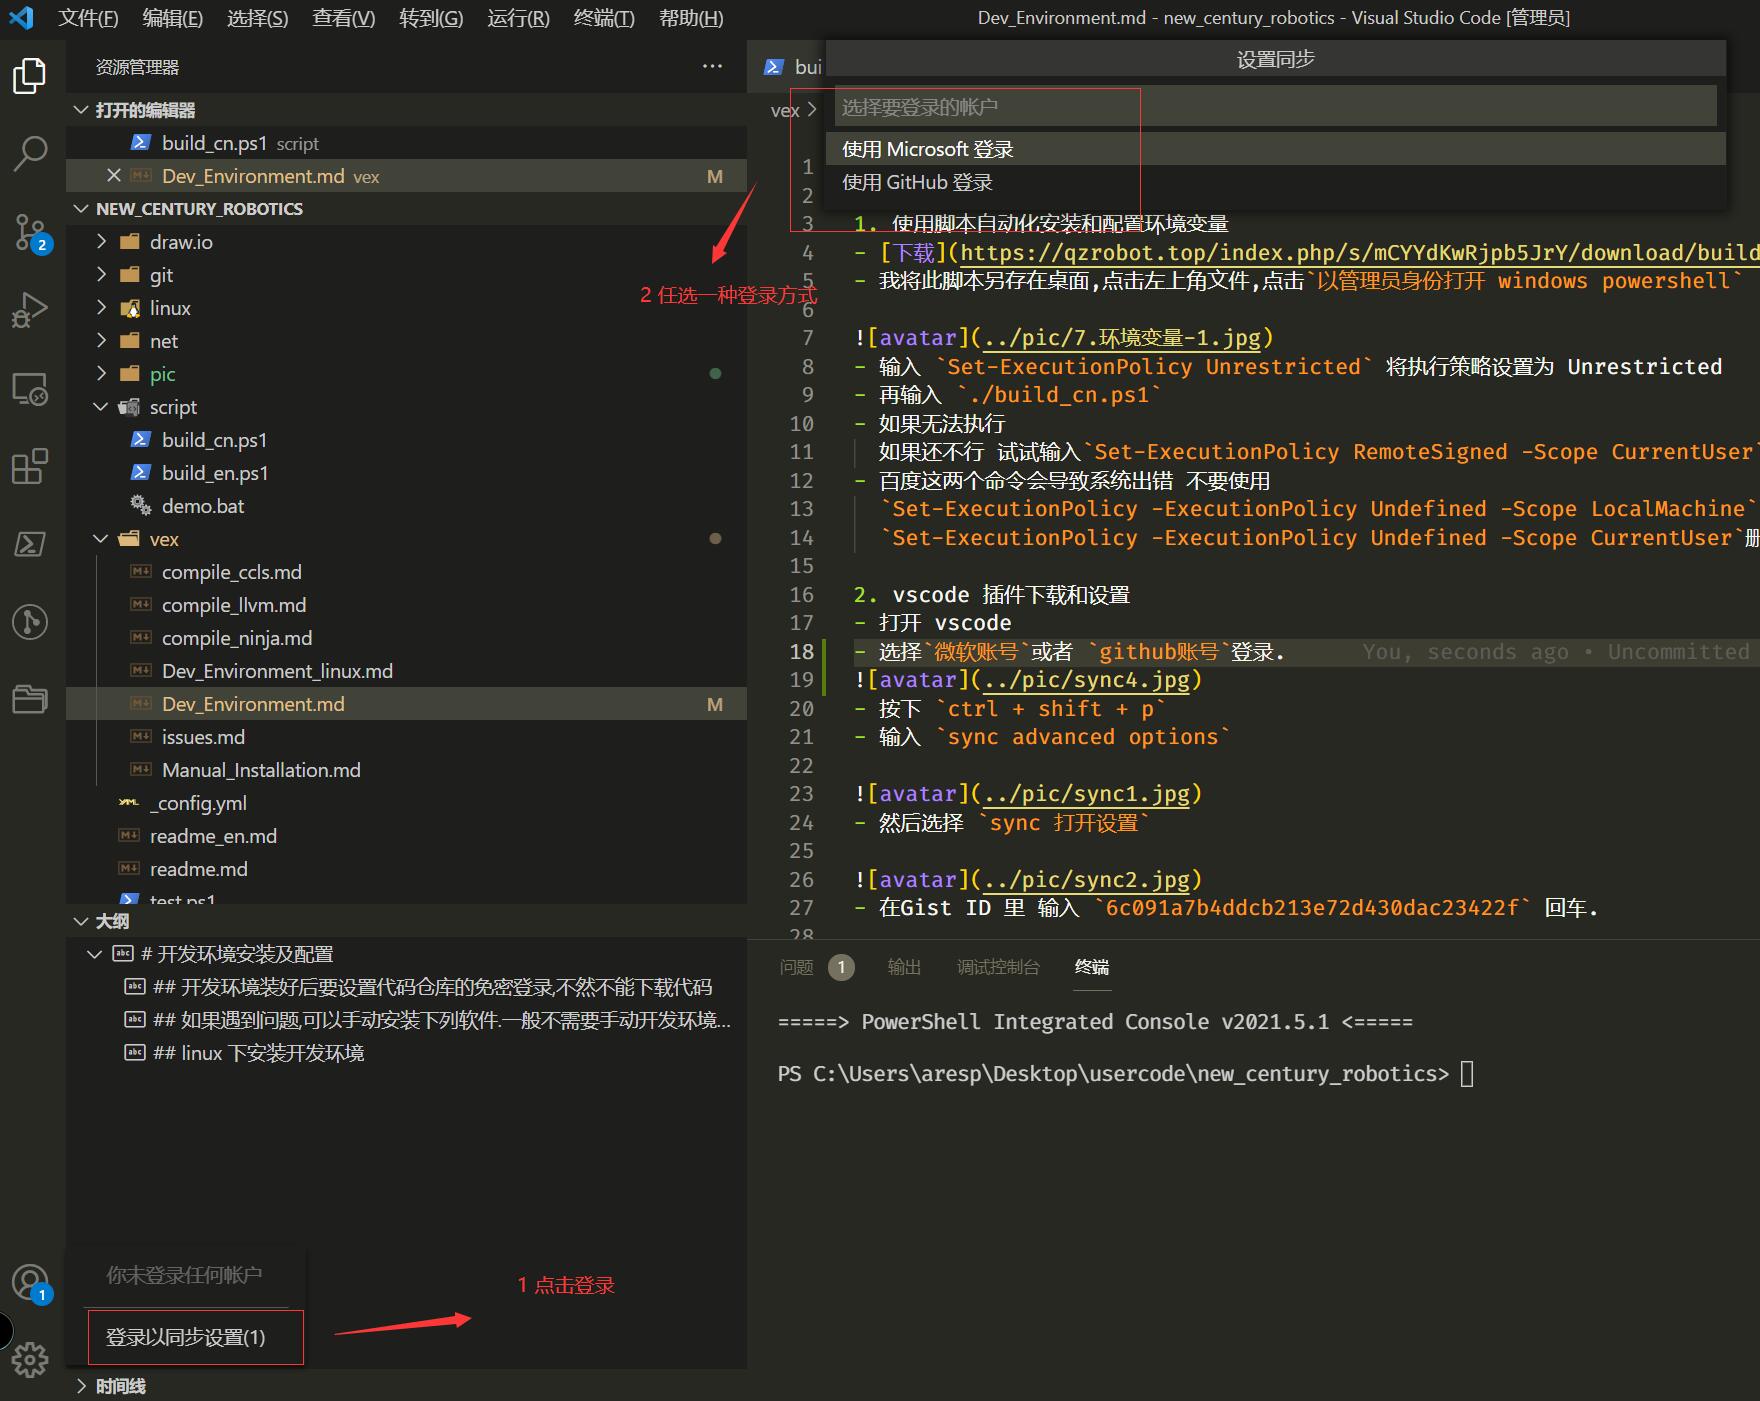 文件(F) 编辑(E) 选择(S) 查看(V) 转到(G) 运行(R) 终端(T) 帮助(H) Dev_Environment.md - new_century_robotics - Visual Studio Code [管理员]
资源管理器 ···
打开的编辑器
build_cn.ps1 script
Dev_Environment.md vex M
NEW_CENTURY_ROBOTICS
draw.io
git
linux
net
pic
script
build_cn.ps1
build_en.ps1
demo.bat
vex
compile_ccls.md
compile_llvm.md
compile_ninja.md
Dev_Environment_linux.md
Dev_Environment.md M
issues.md
Manual_Installation.md
_config.yml
readme_en.md
readme.md
test.ps1
大纲
# 开发环境安装及配置
## 开发环境装好后要设置代码仓库的免密登录,不然不能下载代码
## 如果遇到问题,可以手动安装下列软件.一般不需要手动开发环境...
## linux 下安装开发环境
你未登录任何帐户
登录以同步设置(1)
时间线
2
1
1 点击登录
2 任选一种登录方式
设置同步
选择要登录的帐户
使用 Microsoft 登录
使用 GitHub 登录
bui
vex >
1
2
3 1. 使用脚本自动化安装和配置环境变量
4 - [下载](https://qzrobot.top/index.php/s/mCYYdKwRjpb5JrY/download/build
5 - 我将此脚本另存在桌面,点击左上角文件,点击`以管理员身份打开 windows powershell`
6
7 ![avatar](../pic/7.环境变量-1.jpg)
8 - 输入 `Set-ExecutionPolicy Unrestricted` 将执行策略设置为 Unrestricted
9 - 再输入 `./build_cn.ps1`
10 - 如果无法执行
11 如果还不行 试试输入`Set-ExecutionPolicy RemoteSigned -Scope CurrentUser`
12 - 百度这两个命令会导致系统出错 不要使用
13 `Set-ExecutionPolicy -ExecutionPolicy Undefined -Scope LocalMachine`
14 `Set-ExecutionPolicy -ExecutionPolicy Undefined -Scope CurrentUser`删
15
16 2. vscode 插件下载和设置
17 - 打开 vscode
18 - 选择`微软账号`或者 `github账号`登录. You, seconds ago • Uncommitted
19 ![avatar](../pic/sync4.jpg)
20 - 按下 `ctrl + shift + p`
21 - 输入 `sync advanced options`
22
23 ![avatar](../pic/sync1.jpg)
24 - 然后选择 `sync 打开设置`
25
26 ![avatar](../pic/sync2.jpg)
27 - 在Gist ID 里 输入 `6c091a7b4ddcb213e72d430dac23422f` 回车.
28
问题 1 输出 调试控制台 终端
=====> PowerShell Integrated Console v2021.5.1 <=====
PS C:\Users\aresp\Desktop\usercode\new_century_robotics>